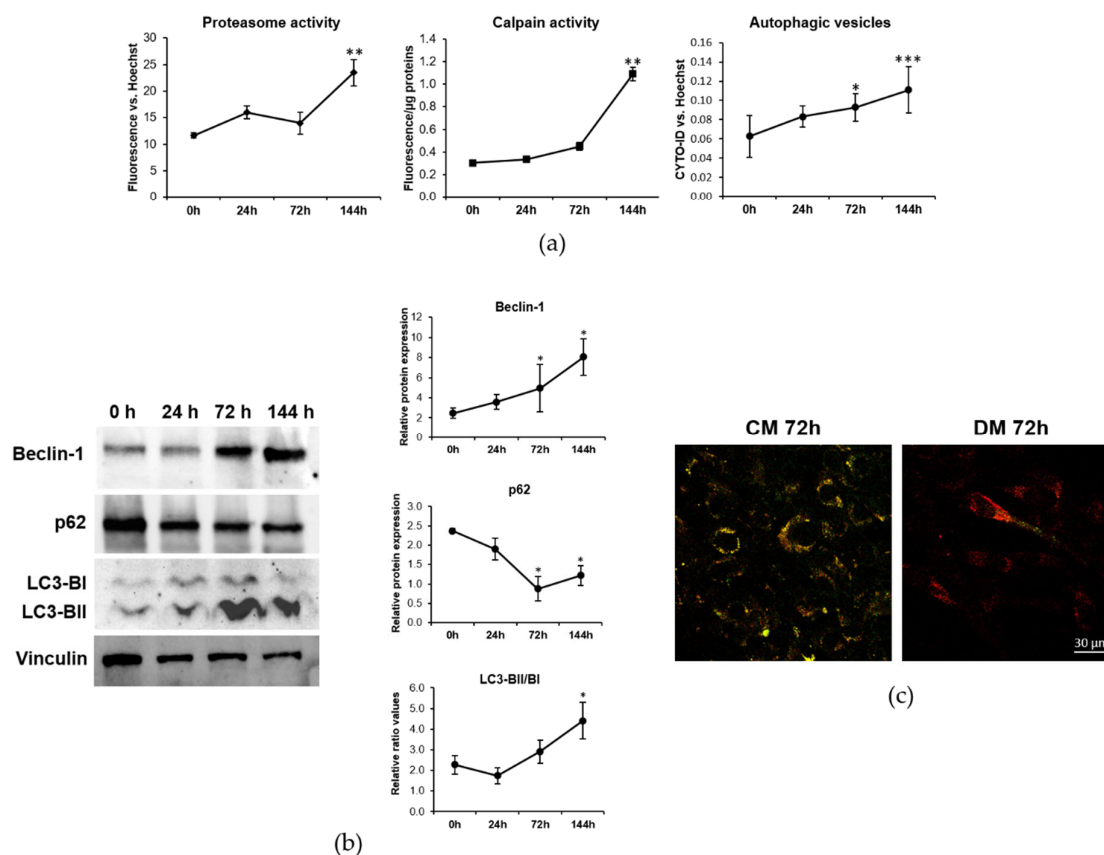 Proteasome activity
Fluorescence vs. Hoechst
30
25
20
15
10
5
0
**
0h 24h 72h 144h
Calpain activity
Fluorescence/µg proteins
1.4
1.2
1.0
0.8
0.6
0.4
0.2
0.0
**
0h 24h 72h 144h
Autophagic vesicles
CYTO-ID vs. Hoechst
0.16
0.14
0.12
0.10
0.08
0.06
0.04
0.02
0.00
* ***
0h 24h 72h 144h
(a)
0 h 24 h 72 h 144 h
Beclin-1
p62
LC3-BI
LC3-BII
Vinculin
Beclin-1
Relative protein expression
12
10
8
6
4
2
0
* *
0h 24h 72h 144h
p62
Relative protein expression
3.0
2.5
2.0
1.5
1.0
0.5
0.0
* *
0h 24h 72h 144h
LC3-BII/BI
Relative ratio values
6.0
5.0
4.0
3.0
2.0
1.0
0.0
*
0h 24h 72h 144h
(b)
CM 72h DM 72h
30 µm
(c)